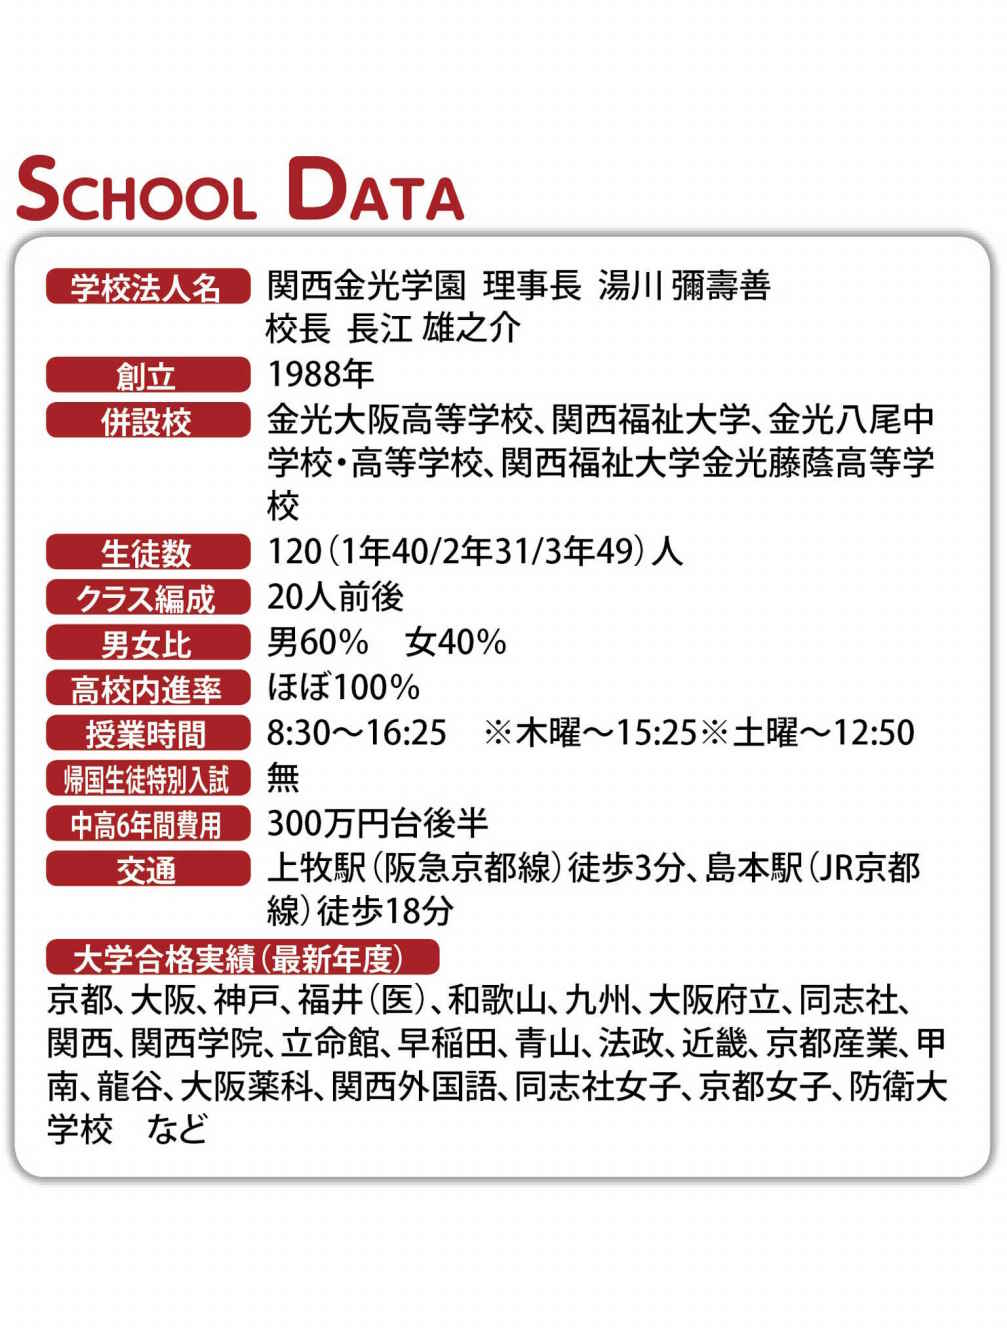 SCHOOL DATA
学校法人名 関西金光学園 理事長 湯川 彌壽善
校長 長江 雄之介
創立 1988年
併設校 金光大阪高等学校、関西福祉大学、金光八尾中
学校・高等学校、関西福祉大学金光藤蔭高等学
校
生徒数 120（1年40/2年31/3年49）人
クラス編成 20人前後
男女比 男60％　女40％
高校内進率 ほぼ100％
授業時間 8:30〜16:25　※木曜〜15:25※土曜〜12:50
帰国生徒特別入試 無
中高6年間費用 300万円台後半
交通 上牧駅（阪急京都線）徒歩3分、島本駅（JR京都
線）徒歩18分
大学合格実績（最新年度）
京都、大阪、神戸、福井（医）、和歌山、九州、大阪府立、同志社、
関西、関西学院、立命館、早稲田、青山、法政、近畿、京都産業、甲
南、龍谷、大阪薬科、関西外国語、同志社女子、京都女子、防衛大
学校　など